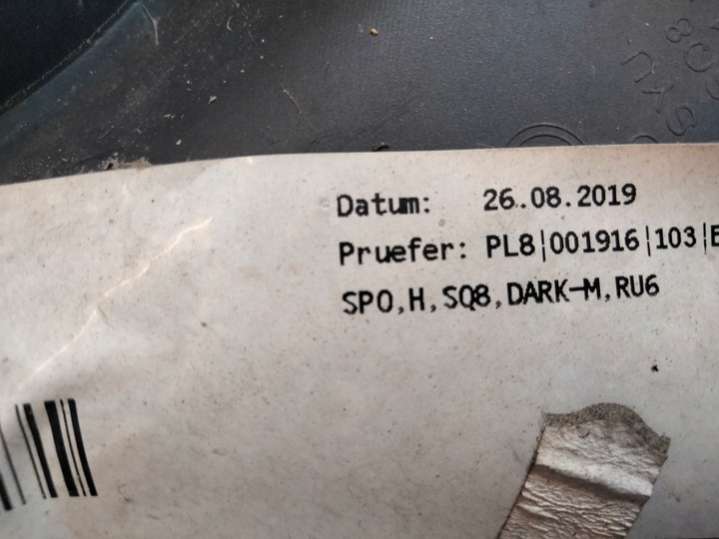 Datum: 26.08.2019
Pruefer: PL8|001916|103|E
SPO,H,SQ8,DARK-M,RU6